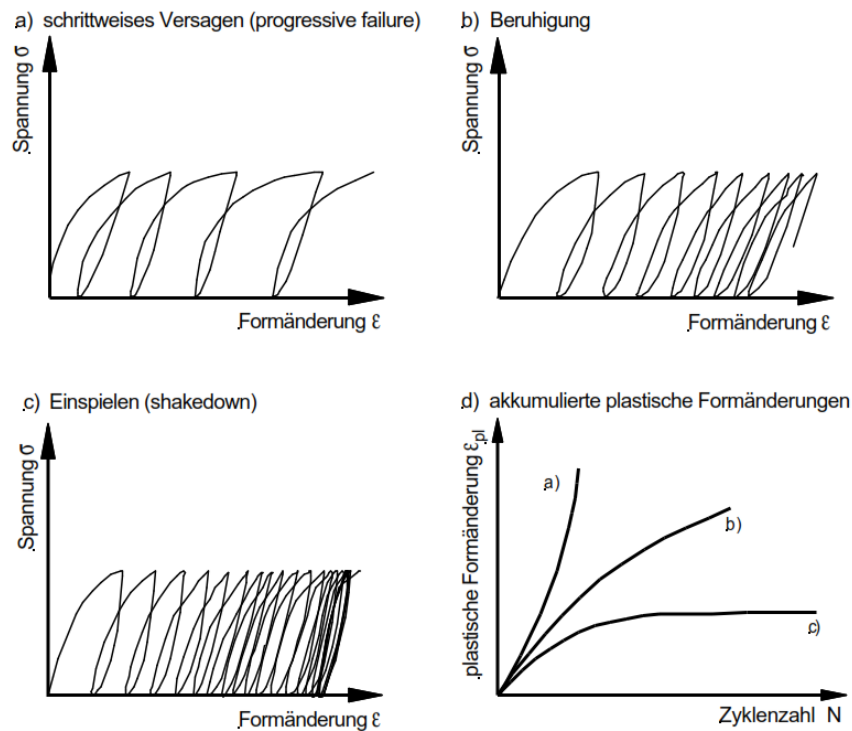 a) schrittweises Versagen (progressive failure)
Spannung σ
Formänderung ε
b) Beruhigung
Spannung σ
Formänderung ε
c) Einspielen (shakedown)
Spannung σ
Formänderung ε
d) akkumulierte plastische Formänderungen
plastische Formänderung εpl
a)
b)
c)
Zyklenzahl N